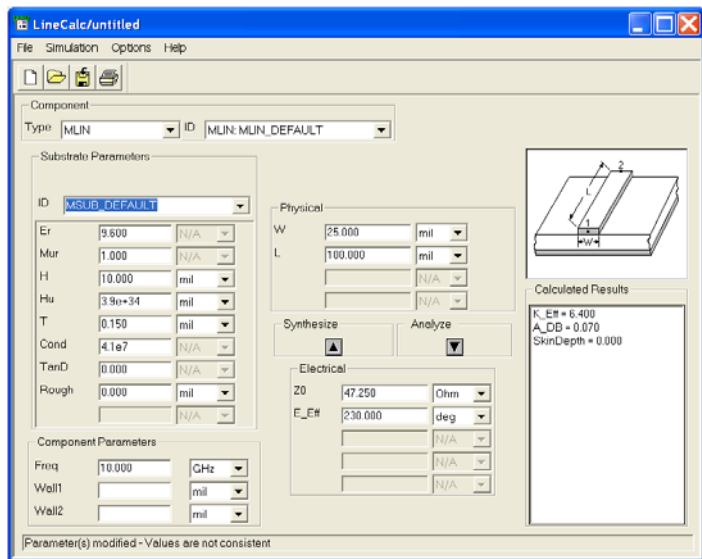 LineCalc/untitled
File Simulation Options Help
Component
Type MLIN ID MLIN: MLIN_DEFAULT
Substrate Parameters
ID MSUB_DEFAULT
Er 9.600 N/A
Mur 1.000 N/A
H 10.000 mil
Hu 3.9e+34 mil
T 0.150 mil
Cond 4.1e7 N/A
TanD 0.000 N/A
Rough 0.000 mil
N/A
Component Parameters
Freq 10.000 GHz
Wall1 mil
Wall2 mil
Physical
W 25.000 mil
L 100.000 mil
N/A
N/A
Synthesize Analyze
Electrical
Z0 47.250 Ohm
E_Eff 230.000 deg
N/A
N/A
N/A
2
L
1
W
Calculated Results
K_Eff = 6.400
A_DB = 0.070
SkinDepth = 0.000
Parameter(s) modified - Values are not consistent